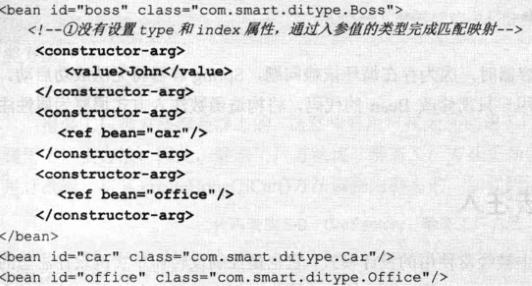 <bean id="boss" class="com.smart.ditype.Boss">
<!--①没有设置 type 和 index 属性，通过入参值的类型完成匹配映射-->
<constructor-arg>
<value>John</value>
</constructor-arg>
<constructor-arg>
<ref bean="car"/>
</constructor-arg>
<constructor-arg>
<ref bean="office"/>
</constructor-arg>
</bean>
<bean id="car" class="com.smart.ditype.Car"/>
<bean id="office" class="com.smart.ditype.Office"/>